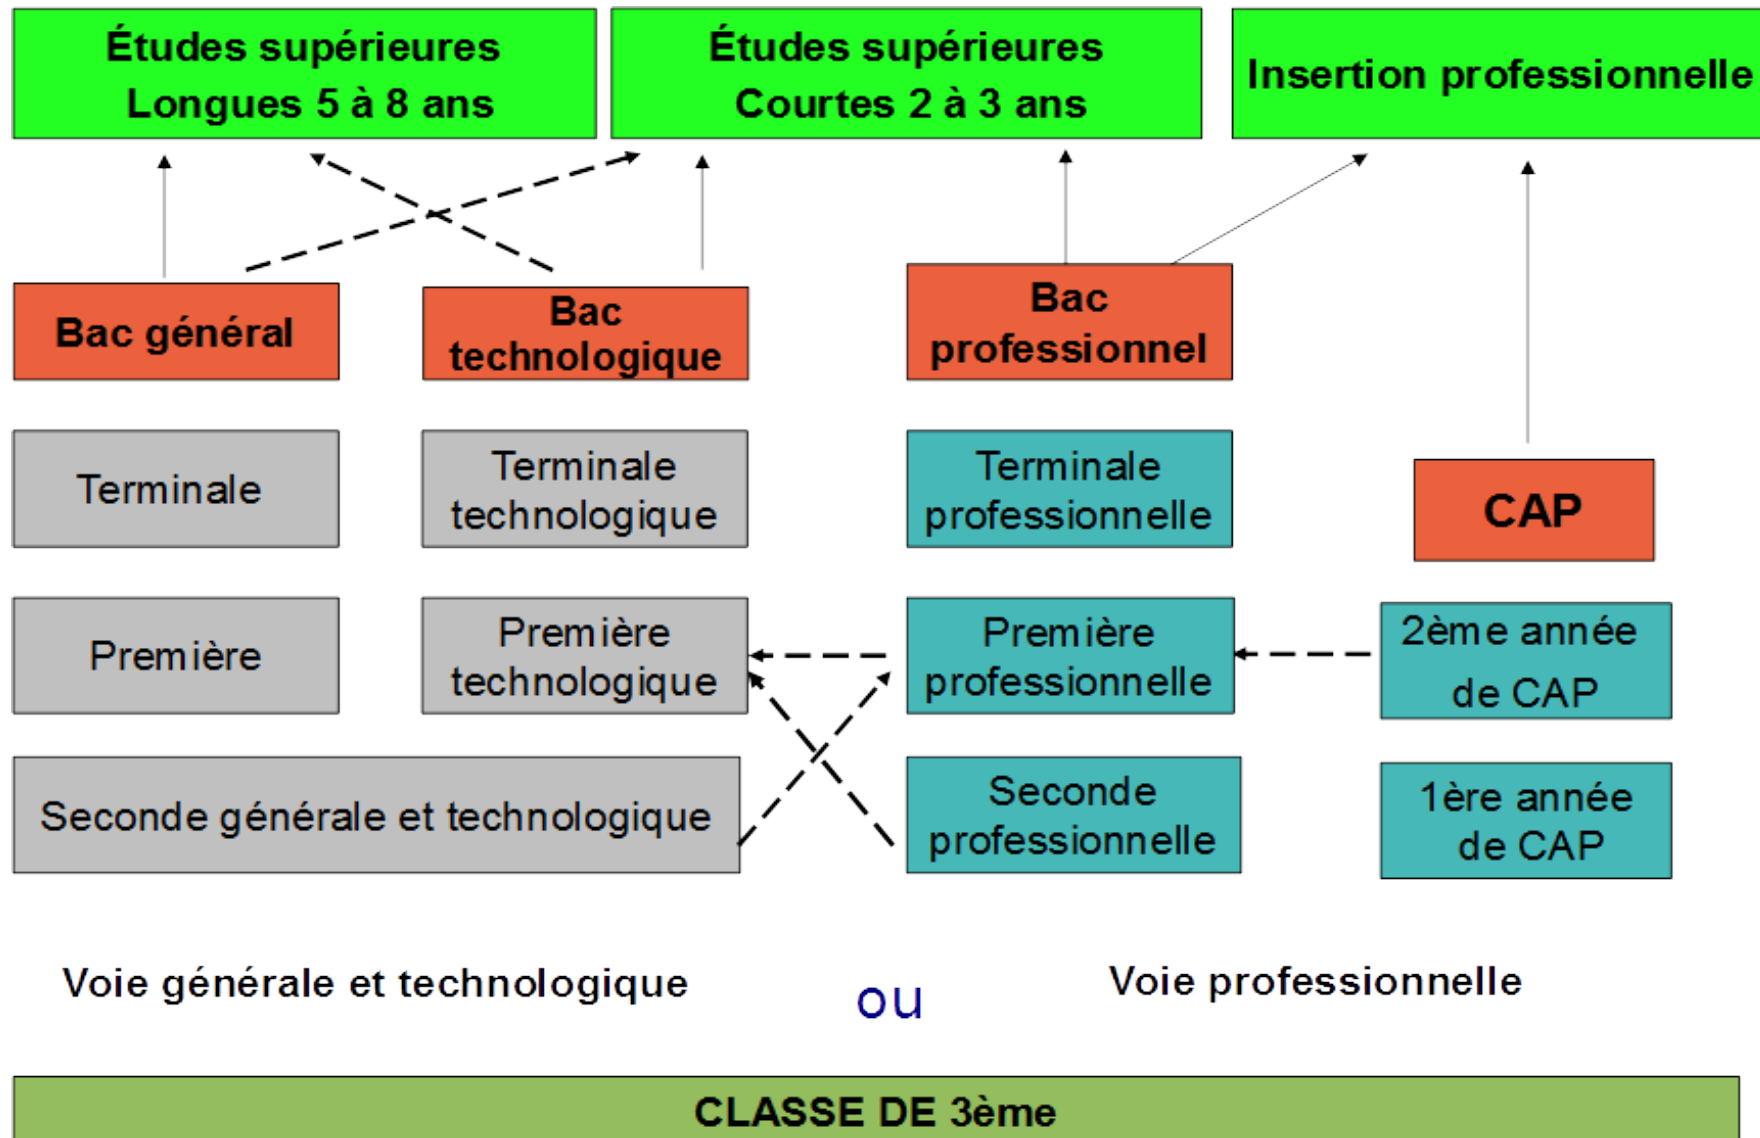 Études supérieures
Longues 5 à 8 ans
Études supérieures
Courtes 2 à 3 ans
Insertion professionnelle
Bac général
Bac
technologique
Bac
professionnel
Terminale
Terminale
technologique
Terminale
professionnelle
CAP
Première
Première
technologique
Première
professionnelle
2ème année
de CAP
Seconde générale et technologique
Seconde
professionnelle
1ère année
de CAP
Voie générale et technologique
ou
Voie professionnelle
CLASSE DE 3ème